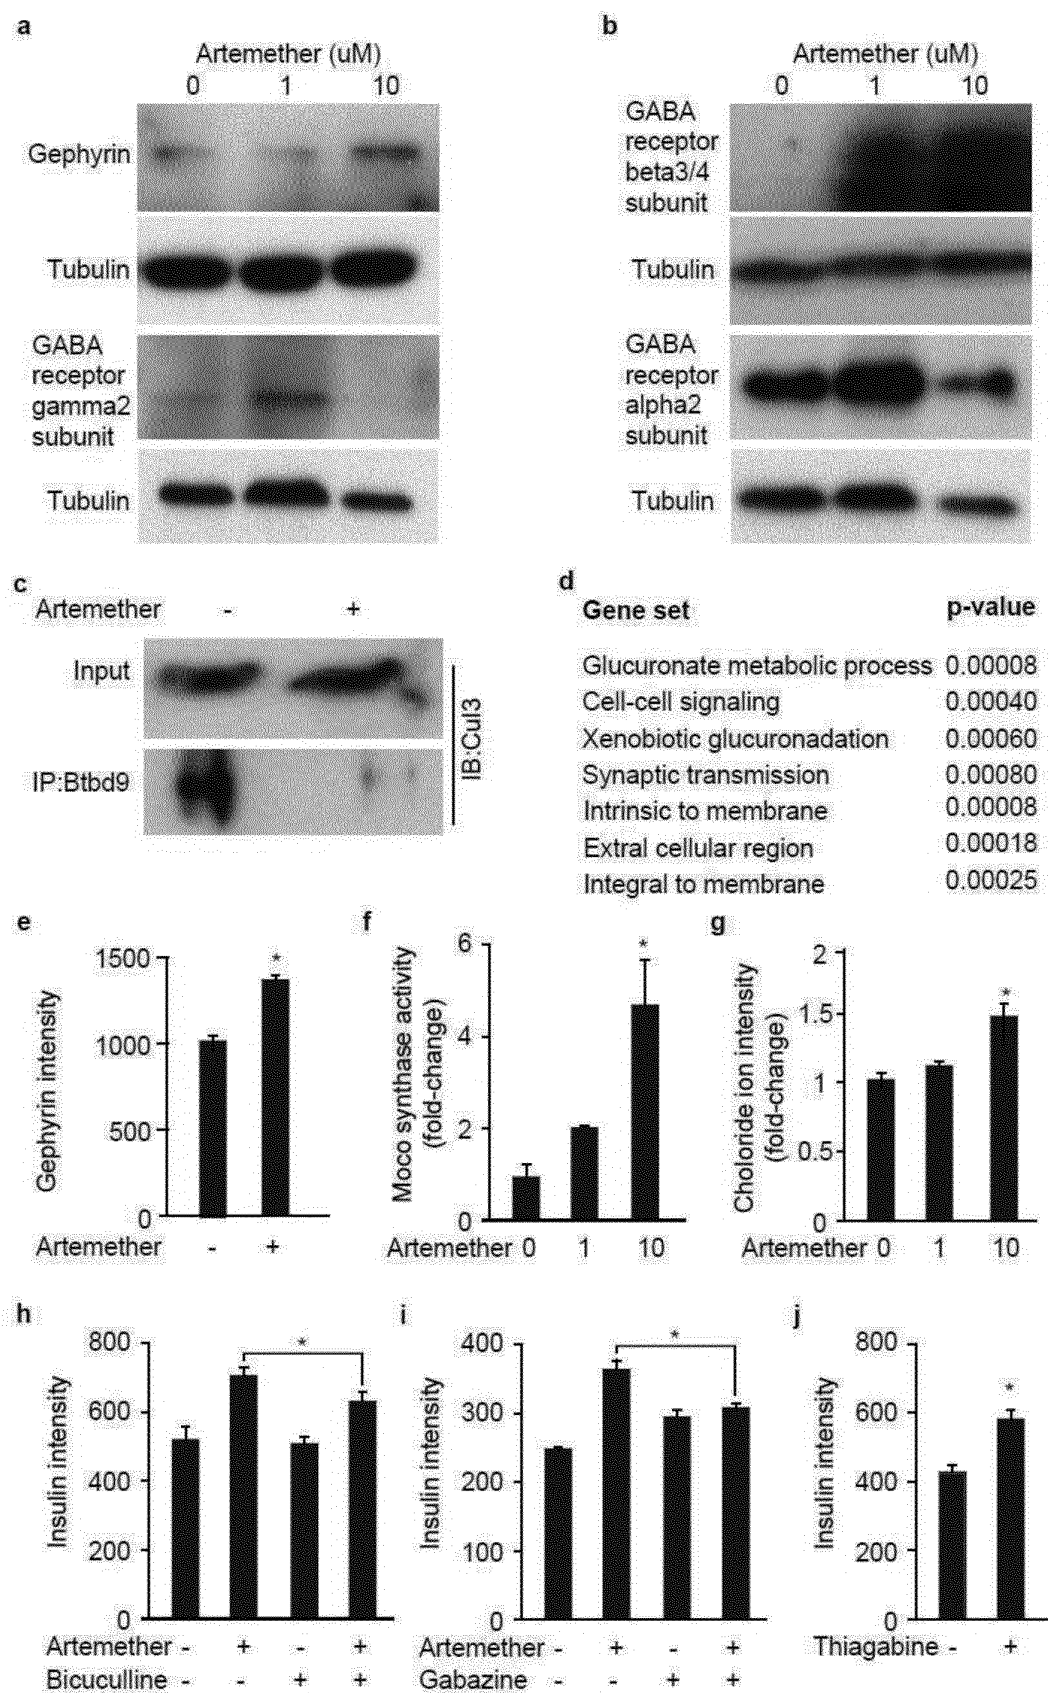 a
Artemether (uM)
0 1 10
Gephyrin
Tubulin
GABA
receptor
gamma2
subunit
Tubulin
b
Artemether (uM)
0 1 10
GABA
receptor
beta3/4
subunit
Tubulin
GABA
receptor
alpha2
subunit
Tubulin
c
Artemether - +
Input
IP:Btbd9
IB:Cul3
d
Gene set p-value
Glucuronate metabolic process 0.00008
Cell-cell signaling 0.00040
Xenobiotic glucuronadation 0.00060
Synaptic transmission 0.00080
Intrinsic to membrane 0.00008
Extral cellular region 0.00018
Integral to membrane 0.00025
e
Gephyrin intensity
1500
1000
500
0
*
Artemether - +
f
Moco synthase activity
(fold-change)
6
4
2
0
*
Artemether 0 1 10
g
Choloride ion intensity
(fold-change)
2
1.5
1
0.5
0
*
Artemether 0 1 10
h
Insulin intensity
800
600
400
200
0
*
Artemether - + - +
Bicuculline - - + +
i
Insulin intensity
400
300
200
100
0
*
Artemether - + - +
Gabazine - - + +
j
Insulin intensity
800
600
400
200
0
*
Thiagabine - +